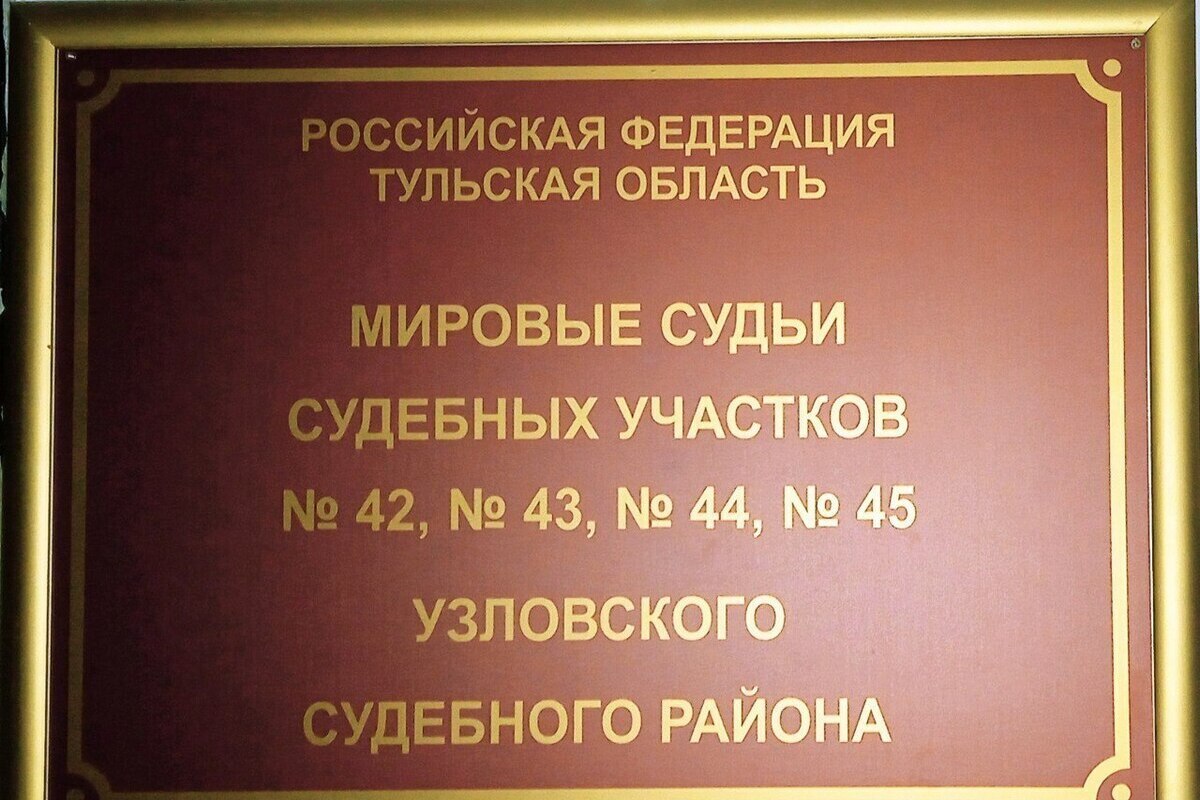 РОССИЙСКАЯ ФЕДЕРАЦИЯ
ТУЛЬСКАЯ ОБЛАСТЬ
МИРОВЫЕ СУДЬИ
СУДЕБНЫХ УЧАСТКОВ
№ 42, № 43, № 44, № 45
УЗЛОВСКОГО
СУДЕБНОГО РАЙОНА